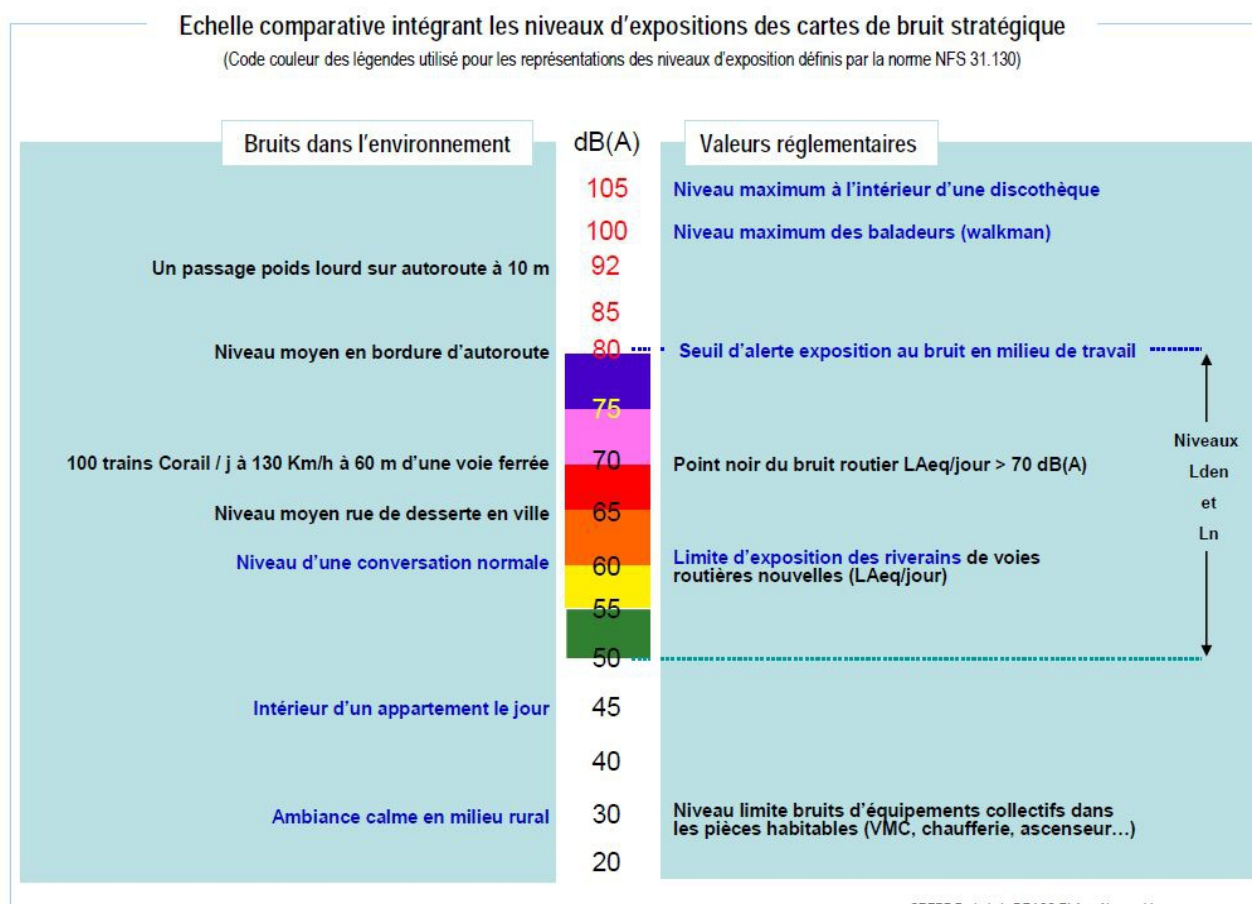 Echelle comparative intégrant les niveaux d'expositions des cartes de bruit stratégique
(Code couleur des légendes utilisé pour les représentations des niveaux d'exposition définis par la norme NFS 31.130)
Bruits dans l'environnement
dB(A)
Valeurs réglementaires
105
Niveau maximum à l'intérieur d'une discothèque
100
Niveau maximum des baladeurs (walkman)
Un passage poids lourd sur autoroute à 10 m
92
85
Niveau moyen en bordure d'autoroute
80
Seuil d'alerte exposition au bruit en milieu de travail
75
Niveaux
Lden
et
Ln
100 trains Corail / j à 130 Km/h à 60 m d'une voie ferrée
70
Point noir du bruit routier LAeq/jour > 70 dB(A)
Niveau moyen rue de desserte en ville
65
Niveau d'une conversation normale
60
Limite d'exposition des riverains de voies
routières nouvelles (LAeq/jour)
55
50
Intérieur d'un appartement le jour
45
40
Ambiance calme en milieu rural
30
Niveau limite bruits d'équipements collectifs dans
les pièces habitables (VMC, chaufferie, ascenseur…)
20